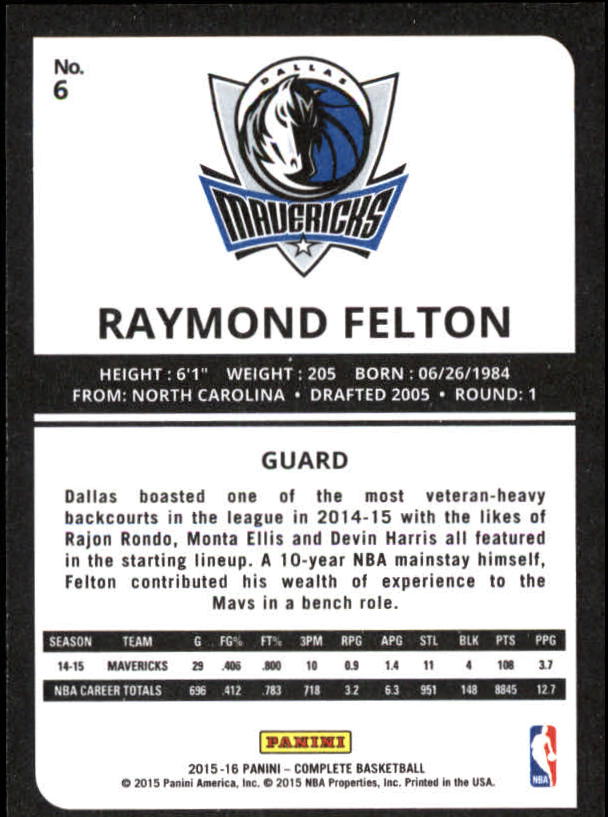 No.
6
DALLAS
MAVERICKS
RAYMOND FELTON
HEIGHT : 6'1" WEIGHT : 205 BORN : 06/26/1984
FROM: NORTH CAROLINA • DRAFTED 2005 • ROUND: 1
GUARD
Dallas boasted one of the most veteran-heavy
backcourts in the league in 2014-15 with the likes of
Rajon Rondo, Monta Ellis and Devin Harris all featured
in the starting lineup. A 10-year NBA mainstay himself,
Felton contributed his wealth of experience to the
Mavs in a bench role.
SEASON TEAM G FG% FT% 3PM RPG APG STL BLK PTS PPG
14-15 MAVERICKS 29 .406 .800 10 0.9 1.4 11 4 108 3.7
NBA CAREER TOTALS 696 .412 .783 718 3.2 6.3 951 148 8845 12.7
PANINI
2015-16 PANINI – COMPLETE BASKETBALL
© 2015 Panini America, Inc. © 2015 NBA Properties, Inc. Printed in the USA.
NBA